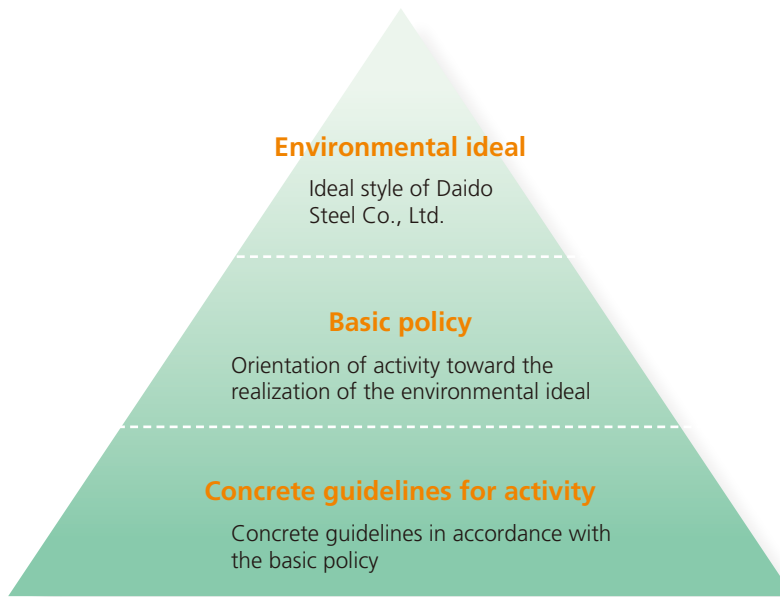 Environmental ideal
Ideal style of Daido
Steel Co., Ltd.
Basic policy
Orientation of activity toward the
realization of the environmental ideal
Concrete guidelines for activity
Concrete guidelines in accordance with
the basic policy